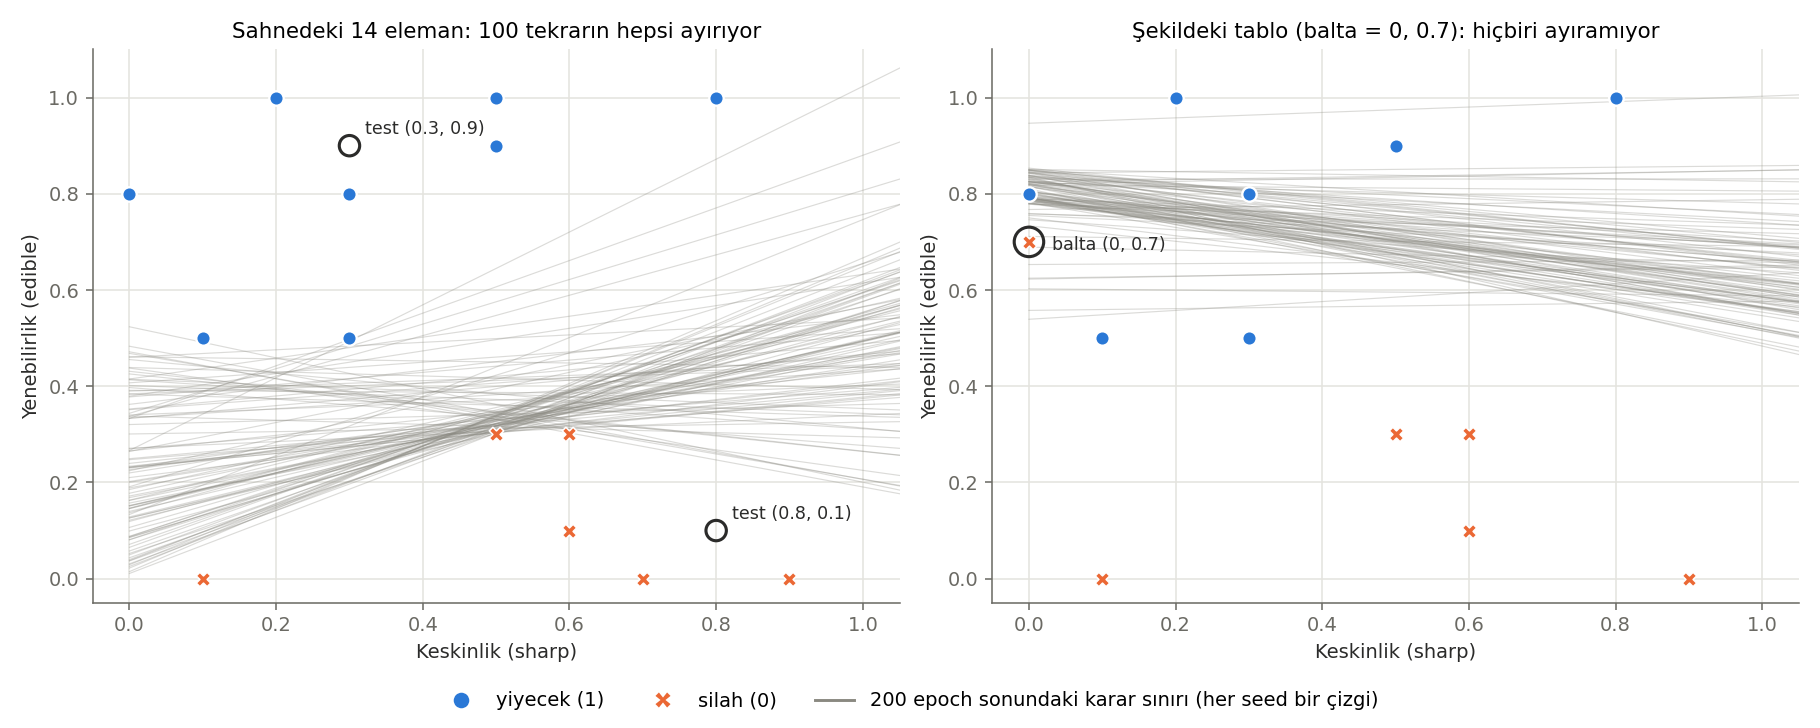 Sahnedeki 14 eleman: 100 tekrarın hepsi ayırıyor
Yenebilirlik (edible)
1.0
0.8
0.6
0.4
0.2
0.0
test (0.3, 0.9)
test (0.8, 0.1)
0.0 0.2 0.4 0.6 0.8 1.0
Keskinlik (sharp)
Şekildeki tablo (balta = 0, 0.7): hiçbiri ayıramıyor
Yenebilirlik (edible)
1.0
0.8
0.6
0.4
0.2
0.0
balta (0, 0.7)
0.0 0.2 0.4 0.6 0.8 1.0
Keskinlik (sharp)
yiyecek (1) silah (0) 200 epoch sonundaki karar sınırı (her seed bir çizgi)